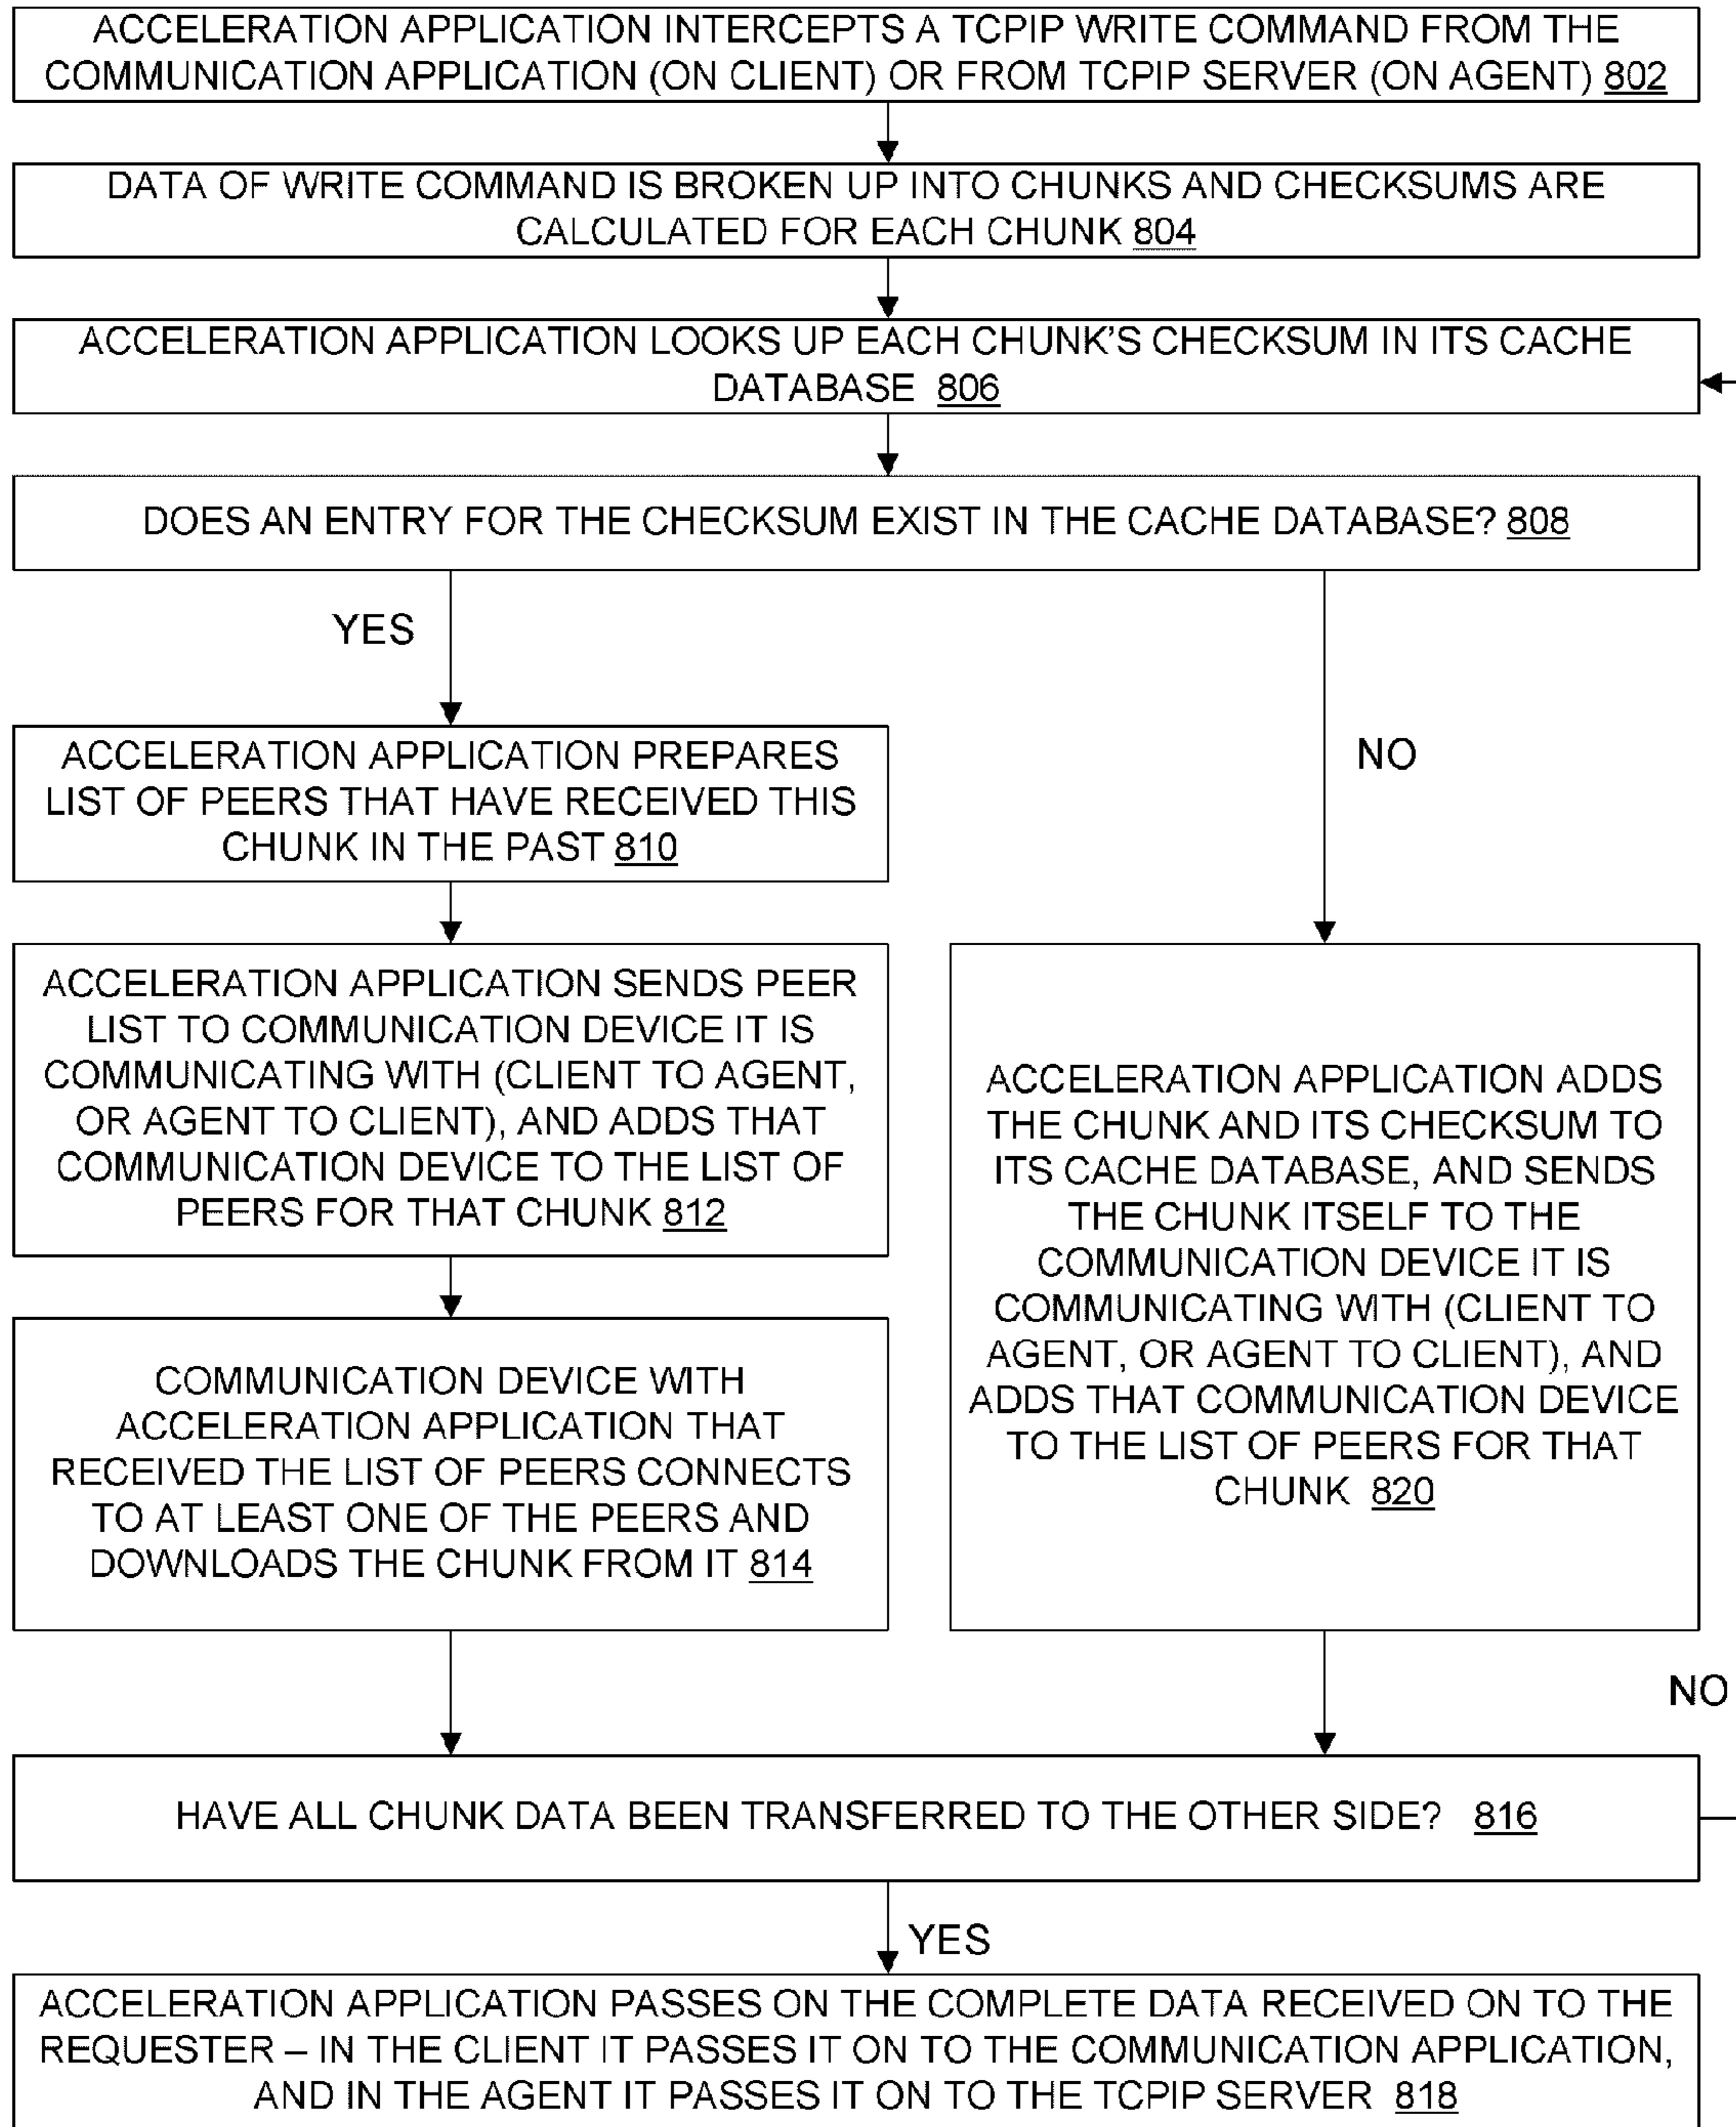 ACCELERATION APPLICATION INTERCEPTS A TCPIP WRITE COMMAND FROM THE
COMMUNICATION APPLICATION (ON CLIENT) OR FROM TCPIP SERVER (ON AGENT) 802
DATA OF WRITE COMMAND IS BROKEN UP INTO CHUNKS AND CHECKSUMS ARE
CALCULATED FOR EACH CHUNK 804
ACCELERATION APPLICATION LOOKS UP EACH CHUNK'S CHECKSUM IN ITS CACHE
DATABASE 806
DOES AN ENTRY FOR THE CHECKSUM EXIST IN THE CACHE DATABASE? 808
YES
ACCELERATION APPLICATION PREPARES
LIST OF PEERS THAT HAVE RECEIVED THIS
CHUNK IN THE PAST 810
ACCELERATION APPLICATION SENDS PEER
LIST TO COMMUNICATION DEVICE IT IS
COMMUNICATING WITH (CLIENT TO AGENT,
OR AGENT TO CLIENT), AND ADDS THAT
COMMUNICATION DEVICE TO THE LIST OF
PEERS FOR THAT CHUNK 812
COMMUNICATION DEVICE WITH
ACCELERATION APPLICATION THAT
RECEIVED THE LIST OF PEERS CONNECTS
TO AT LEAST ONE OF THE PEERS AND
DOWNLOADS THE CHUNK FROM IT 814
NO
ACCELERATION APPLICATION ADDS
THE CHUNK AND ITS CHECKSUM TO
ITS CACHE DATABASE, AND SENDS
THE CHUNK ITSELF TO THE
COMMUNICATION DEVICE IT IS
COMMUNICATING WITH (CLIENT TO
AGENT, OR AGENT TO CLIENT), AND
ADDS THAT COMMUNICATION DEVICE
TO THE LIST OF PEERS FOR THAT
CHUNK 820
NO
HAVE ALL CHUNK DATA BEEN TRANSFERRED TO THE OTHER SIDE? 816
YES
ACCELERATION APPLICATION PASSES ON THE COMPLETE DATA RECEIVED ON TO THE
REQUESTER – IN THE CLIENT IT PASSES IT ON TO THE COMMUNICATION APPLICATION,
AND IN THE AGENT IT PASSES IT ON TO THE TCPIP SERVER 818